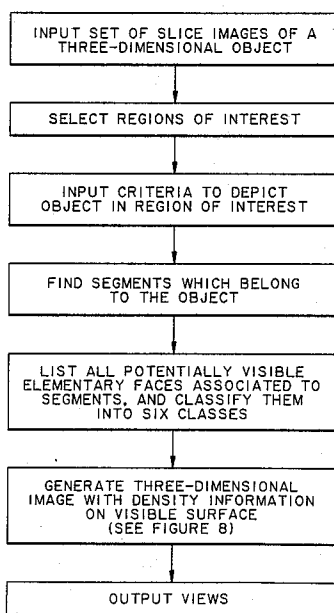 INPUT SET OF SLICE IMAGES OF A
THREE-DIMENSIONAL OBJECT
SELECT REGIONS OF INTEREST
INPUT CRITERIA TO DEPICT
OBJECT IN REGION OF INTEREST
FIND SEGMENTS WHICH BELONG
TO THE OBJECT
LIST ALL POTENTIALLY VISIBLE
ELEMENTARY FACES ASSOCIATED TO
SEGMENTS, AND CLASSIFY THEM
INTO SIX CLASSES
GENERATE THREE-DIMENSIONAL
IMAGE WITH DENSITY INFORMATION
ON VISIBLE SURFACE
(SEE FIGURE 8)
OUTPUT VIEWS